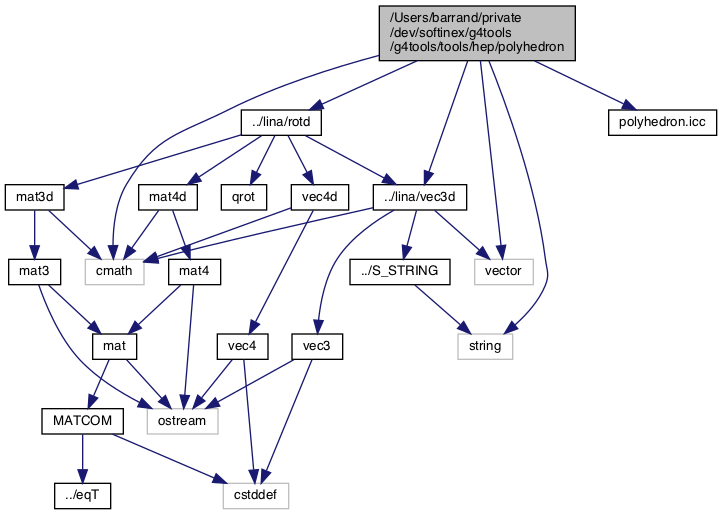 /Users/barrand/private
/dev/softinex/g4tools
/g4tools/tools/hep/polyhedron
../lina/rotd
polyhedron.icc
mat3d
mat4d
qrot
vec4d
../lina/vec3d
mat3
cmath
mat4
../S_STRING
vector
mat
vec4
vec3
string
MATCOM
ostream
../eqT
cstddef